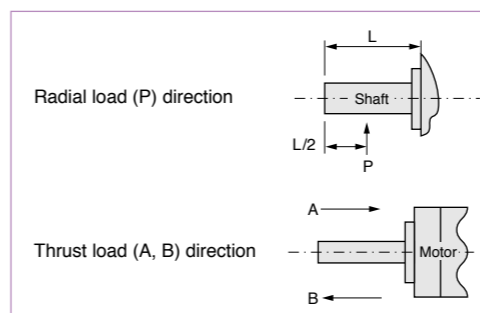 L
Radial load (P) direction
Shaft
L/2
P
A
Thrust load (A, B) direction
Motor
B